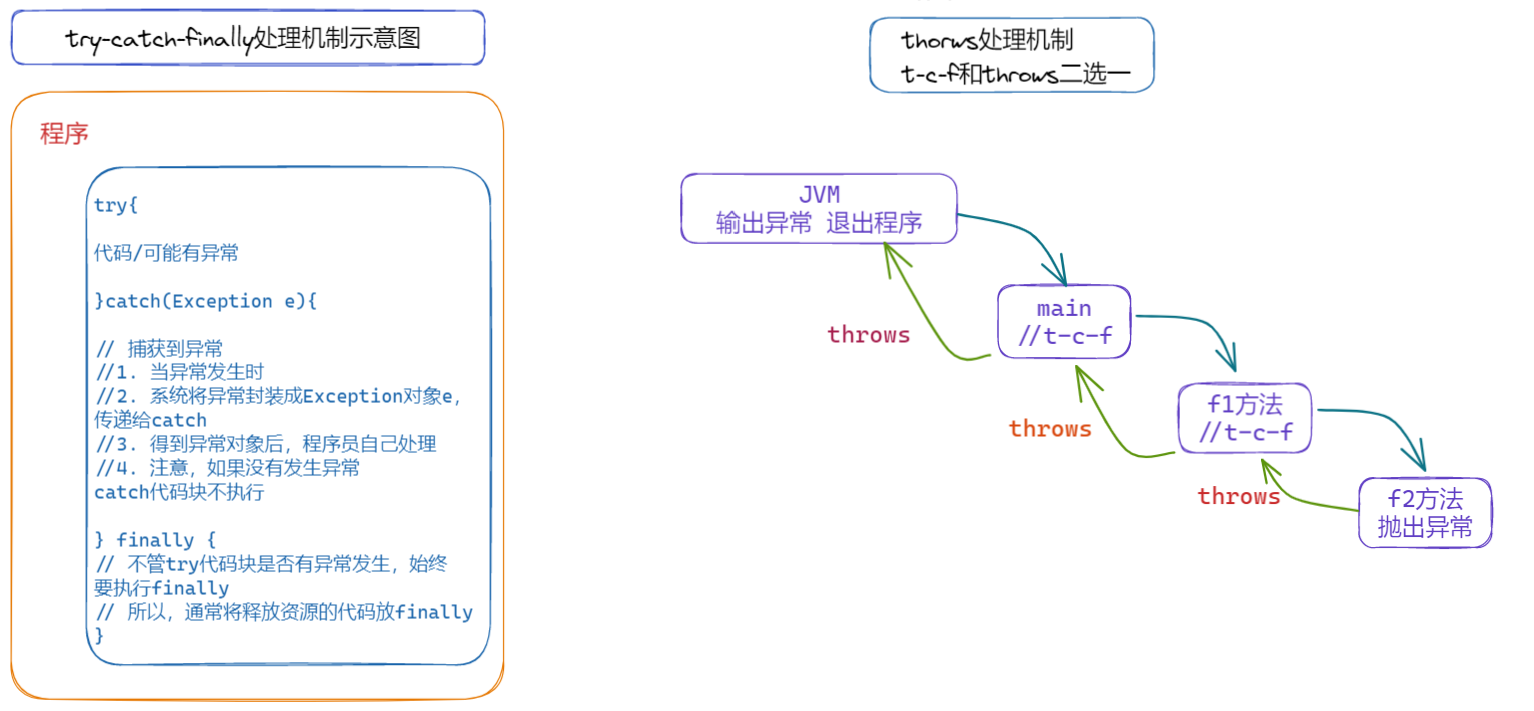 try-catch-finally处理机制示意图
程序
try{
代码/可能有异常
}catch(Exception e){
// 捕获到异常
//1. 当异常发生时
//2. 系统将异常封装成Exception对象e，
传递给catch
//3. 得到异常对象后，程序员自己处理
//4. 注意，如果没有发生异常
catch代码块不执行
} finally {
// 不管try代码块是否有异常发生，始终
要执行finally
// 所以，通常将释放资源的代码放finally
}
thorws处理机制
t-c-f和throws二选一
JVM
输出异常 退出程序
throws
main
//t-c-f
throws
f1方法
//t-c-f
throws
f2方法
抛出异常